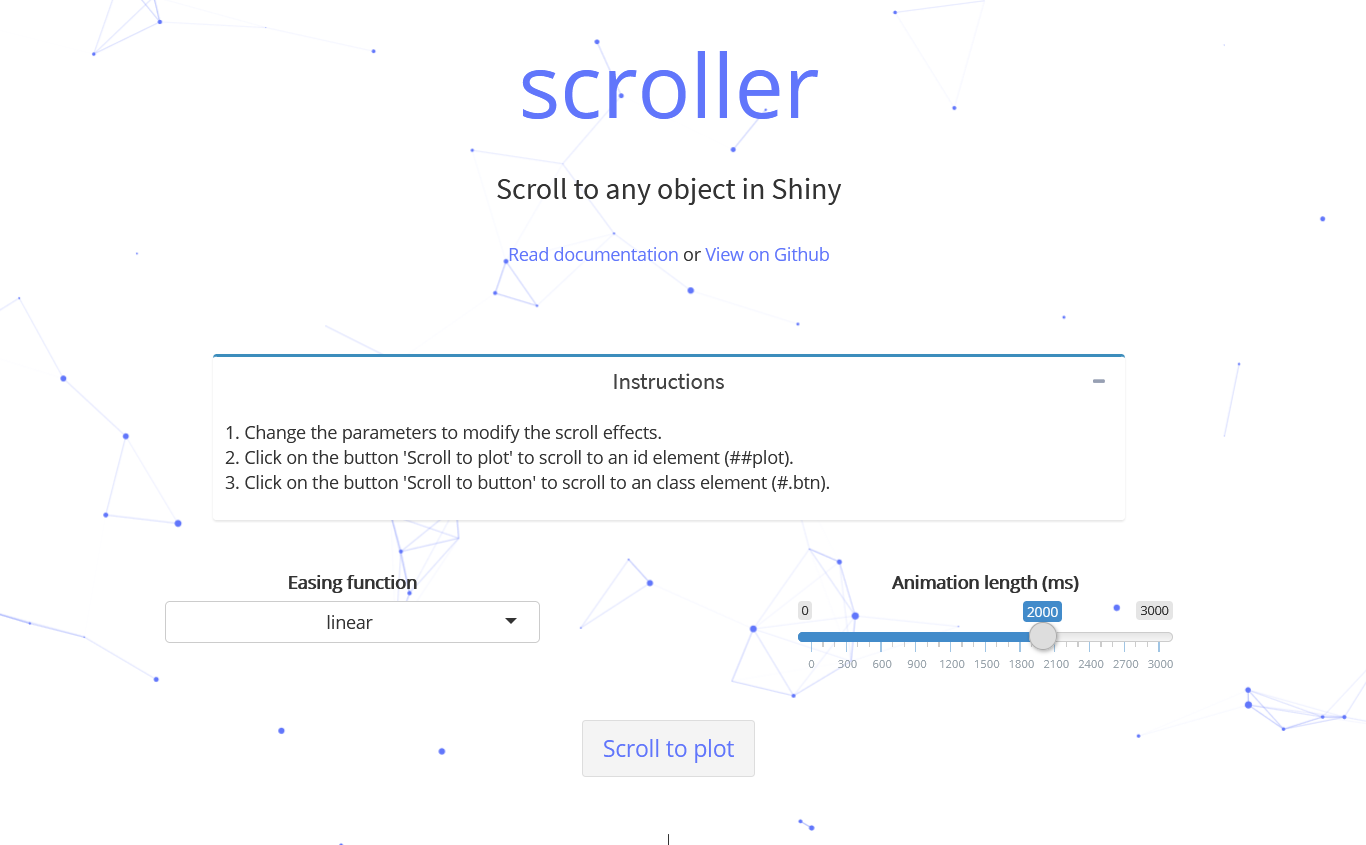 scroller
Scroll to any object in Shiny
Read documentation or View on Github
Instructions
1. Change the parameters to modify the scroll effects.
2. Click on the button 'Scroll to plot' to scroll to an id element (##plot).
3. Click on the button 'Scroll to button' to scroll to an class element (#.btn).
Easing function
linear
Animation length (ms)
0 2000 3000
0 300 600 900 1200 1500 1800 2100 2400 2700 3000
Scroll to plot